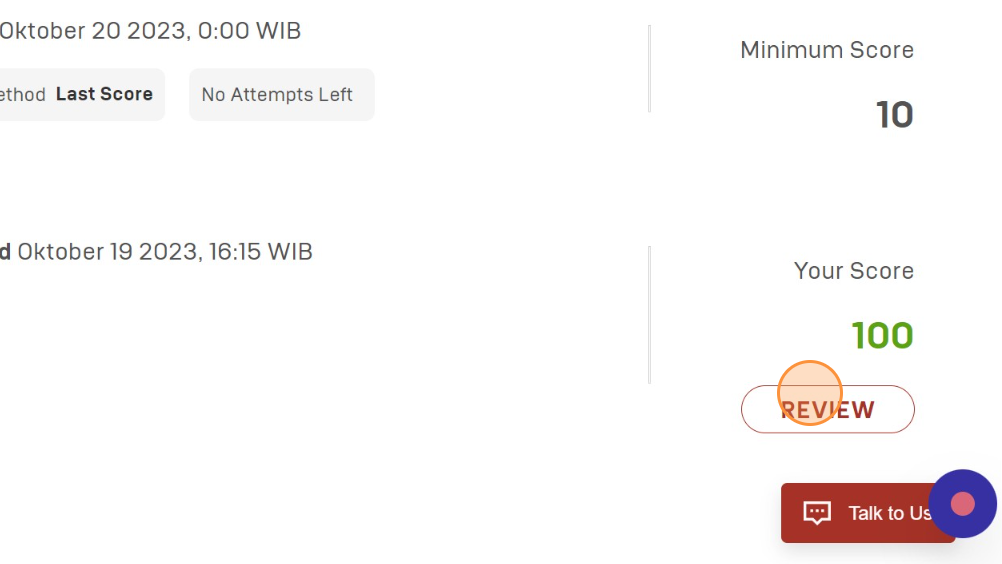 Oktober 20 2023, 0:00 WIB
Minimum Score
Last Score
No Attempts Left
10
Oktober 19 2023, 16:15 WIB
Your Score
100
REVIEW
Talk to Us